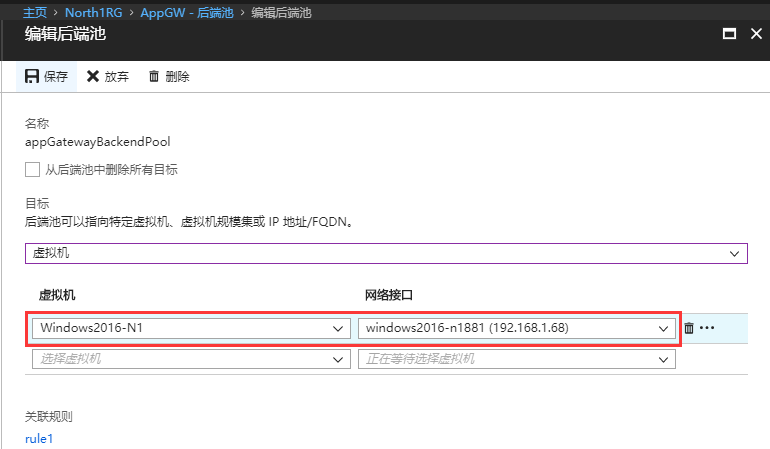 主页 > North1RG > AppGW - 后端池 > 编辑后端池
编辑后端池
保存 放弃 删除
名称
appGatewayBackendPool
从后端池中删除所有目标
目标
后端池可以指向特定虚拟机、虚拟机规模集或 IP 地址/FQDN。
虚拟机
虚拟机 网络接口
Windows2016-N1 windows2016-n1881 (192.168.1.68)
选择虚拟机 正在等待选择虚拟机
关联规则
rule1